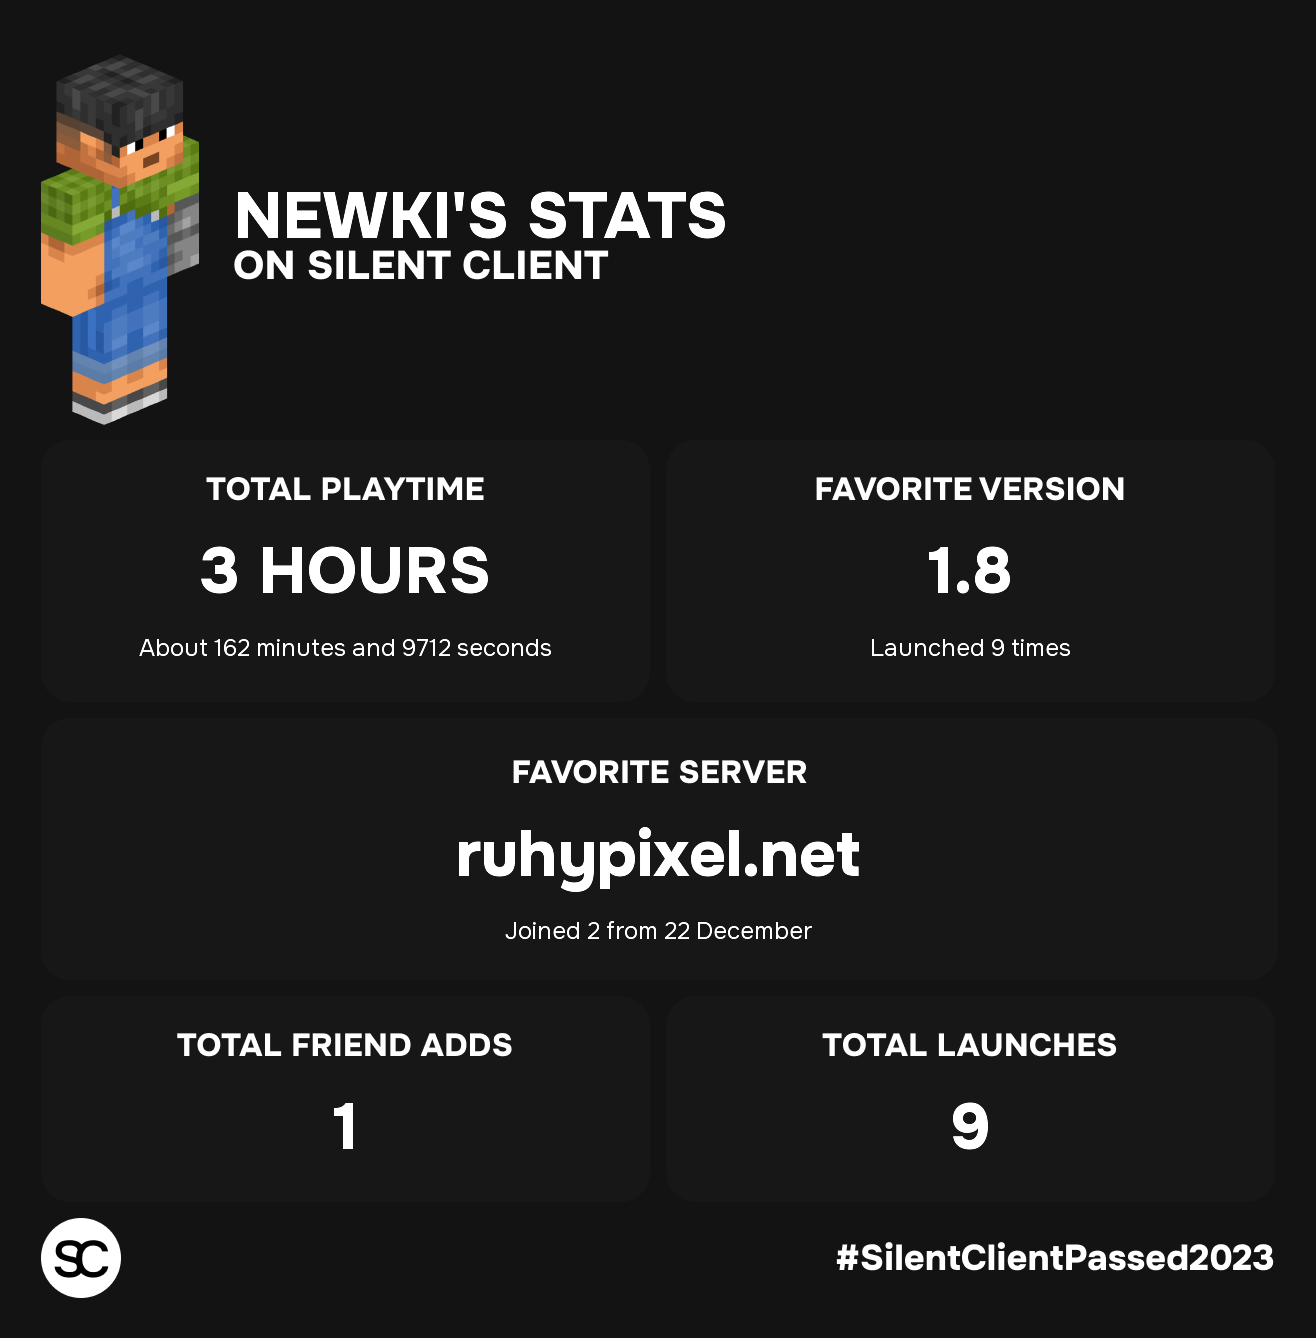 NEWKI'S STATS
ON SILENT CLIENT
TOTAL PLAYTIME
3 HOURS
About 162 minutes and 9712 seconds
FAVORITE VERSION
1.8
Launched 9 times
FAVORITE SERVER
ruhypixel.net
Joined 2 from 22 December
TOTAL FRIEND ADDS
1
TOTAL LAUNCHES
9
SC
#SilentClientPassed2023